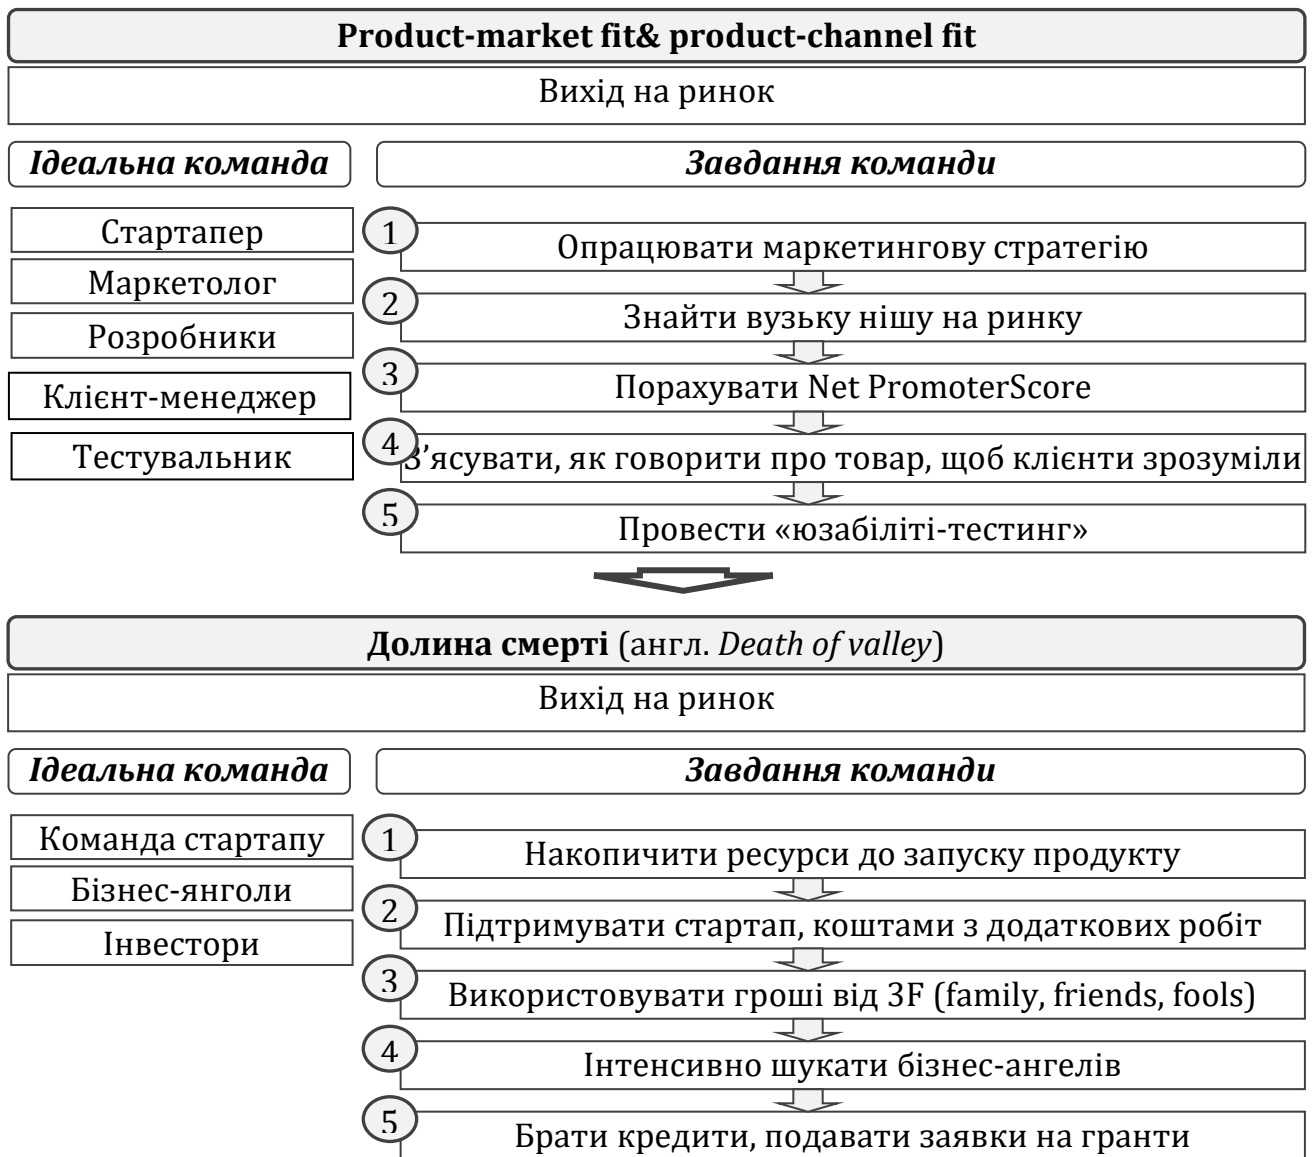 Product-market fit& product-channel fit
Вихід на ринок
Ідеальна команда
Завдання команди
Стартапер
Маркетолог
Розробники
Клієнт-менеджер
Тестувальник
1
Опрацювати маркетингову стратегію
2
Знайти вузьку нішу на ринку
3
Порахувати Net PromoterScore
4
З’ясувати, як говорити про товар, щоб клієнти зрозуміли
5
Провести «юзабіліті-тестинг»
Долина смерті (англ. Death of valley)
Вихід на ринок
Ідеальна команда
Завдання команди
Команда стартапу
Бізнес-янголи
Інвестори
1
Накопичити ресурси до запуску продукту
2
Підтримувати стартап, коштами з додаткових робіт
3
Використовувати гроші від 3F (family, friends, fools)
4
Інтенсивно шукати бізнес-ангелів
5
Брати кредити, подавати заявки на гранти